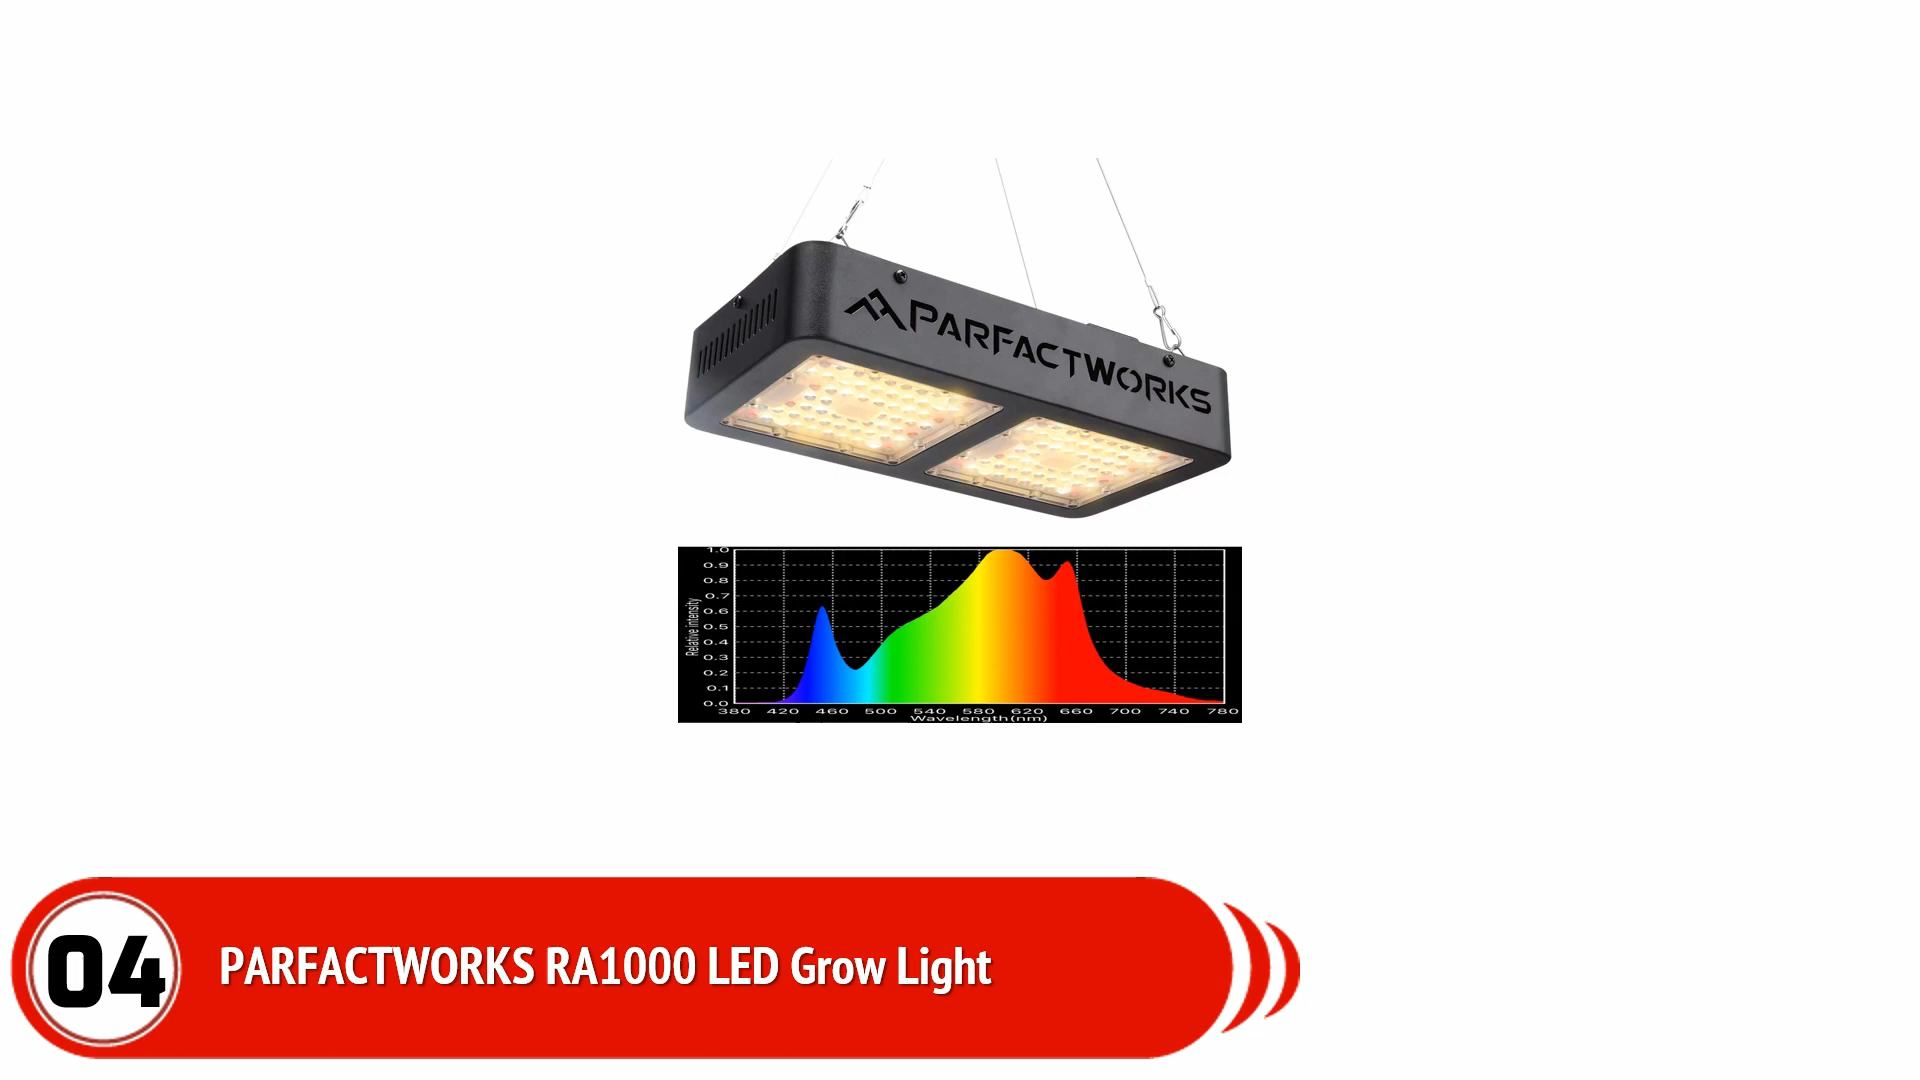 PARFACTWORKS
1.0
0.9
0.8
0.7
0.6
0.5
0.4
0.3
0.2
0.1
0.0
Relative intensity
380 420 460 500 540 580 620 660 700 740 780
Wavelength(nm)
04 PARFACTWORKS RA1000 LED Grow Light